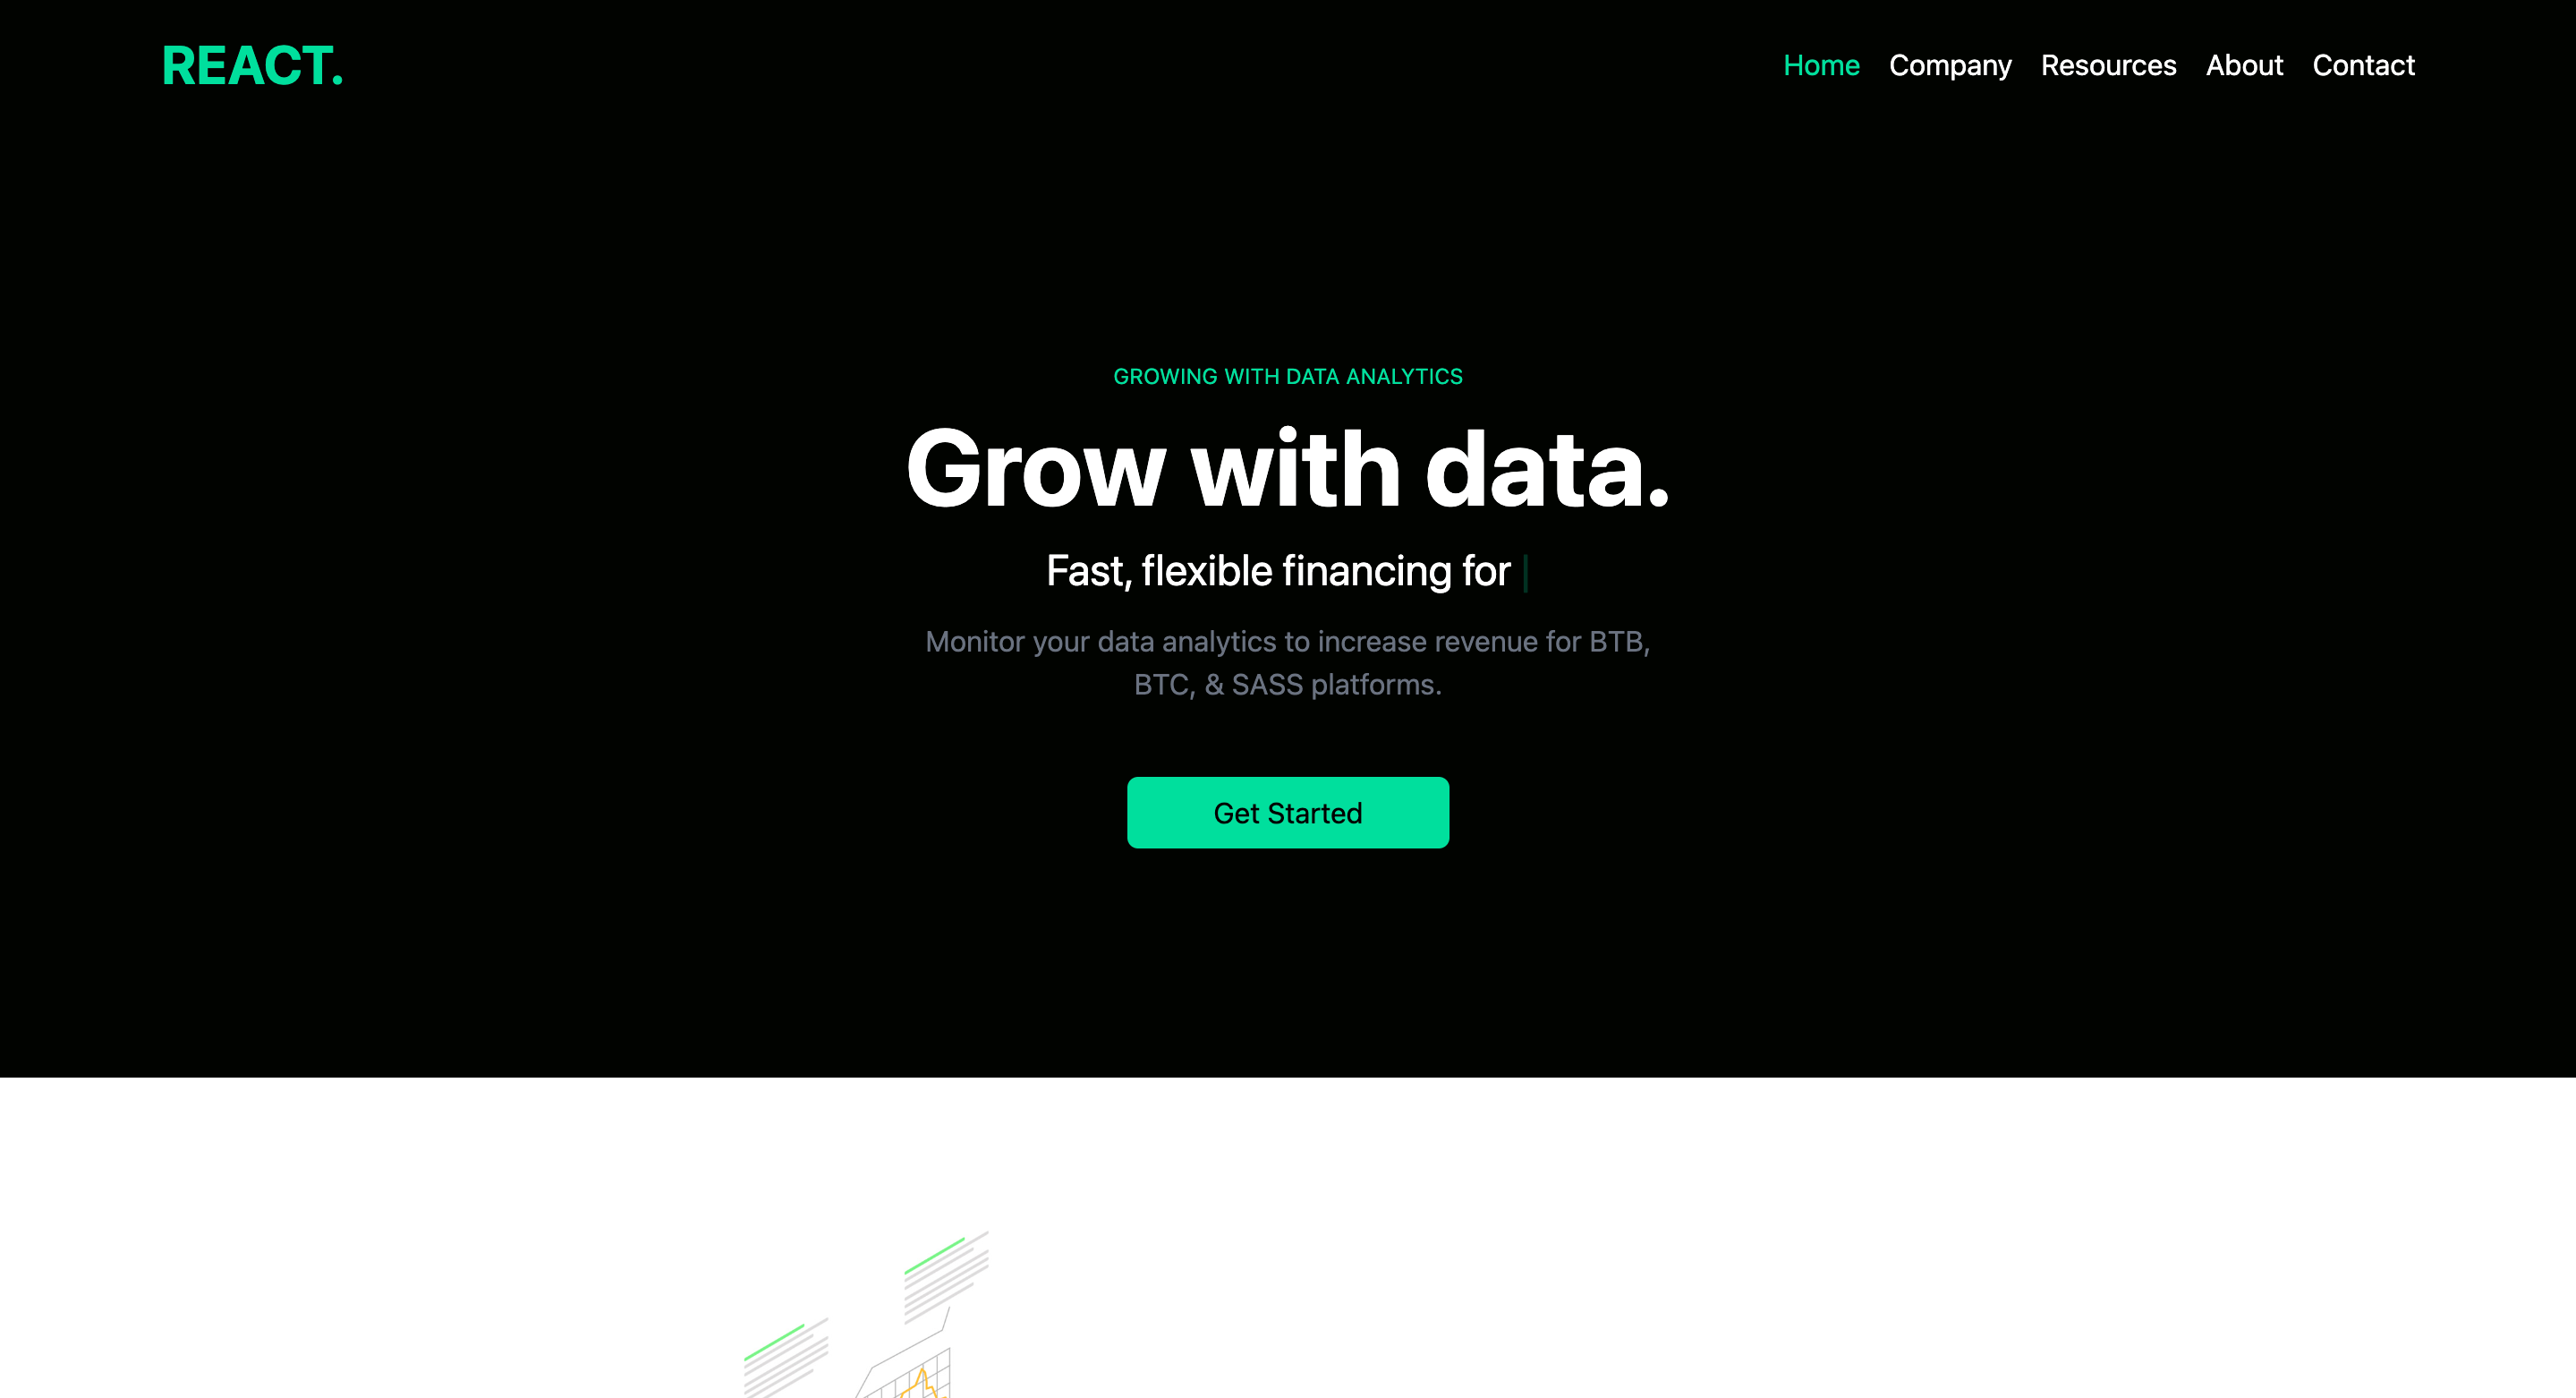 REACT.
Home Company Resources About Contact
GROWING WITH DATA ANALYTICS
Grow with data.
Fast, flexible financing for
Monitor your data analytics to increase revenue for BTB,
BTC, & SASS platforms.
Get Started